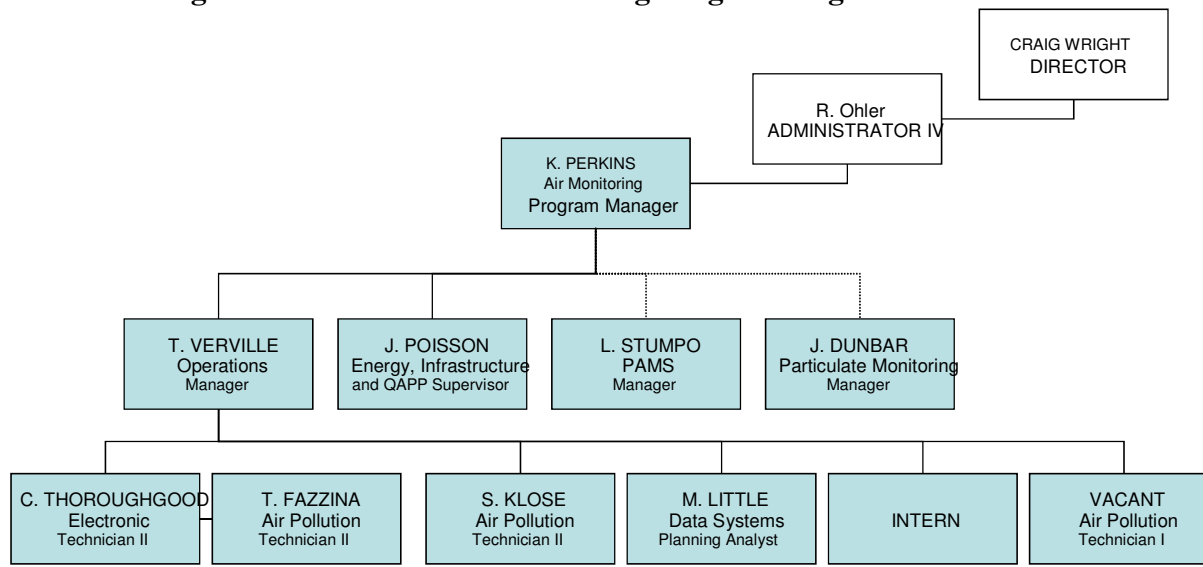 CRAIG WRIGHT
DIRECTOR
R. Ohler
ADMINISTRATOR IV
K. PERKINS
Air Monitoring
Program Manager
T. VERVILLE
Operations
Manager
J. POISSON
Energy, Infrastructure
and QAPP Supervisor
L. STUMPO
PAMS
Manager
J. DUNBAR
Particulate Monitoring
Manager
C. THOROUGHGOOD
Electronic
Technician II
T. FAZZINA
Air Pollution
Technician II
S. KLOSE
Air Pollution
Technician II
M. LITTLE
Data Systems
Planning Analyst
INTERN
VACANT
Air Pollution
Technician I